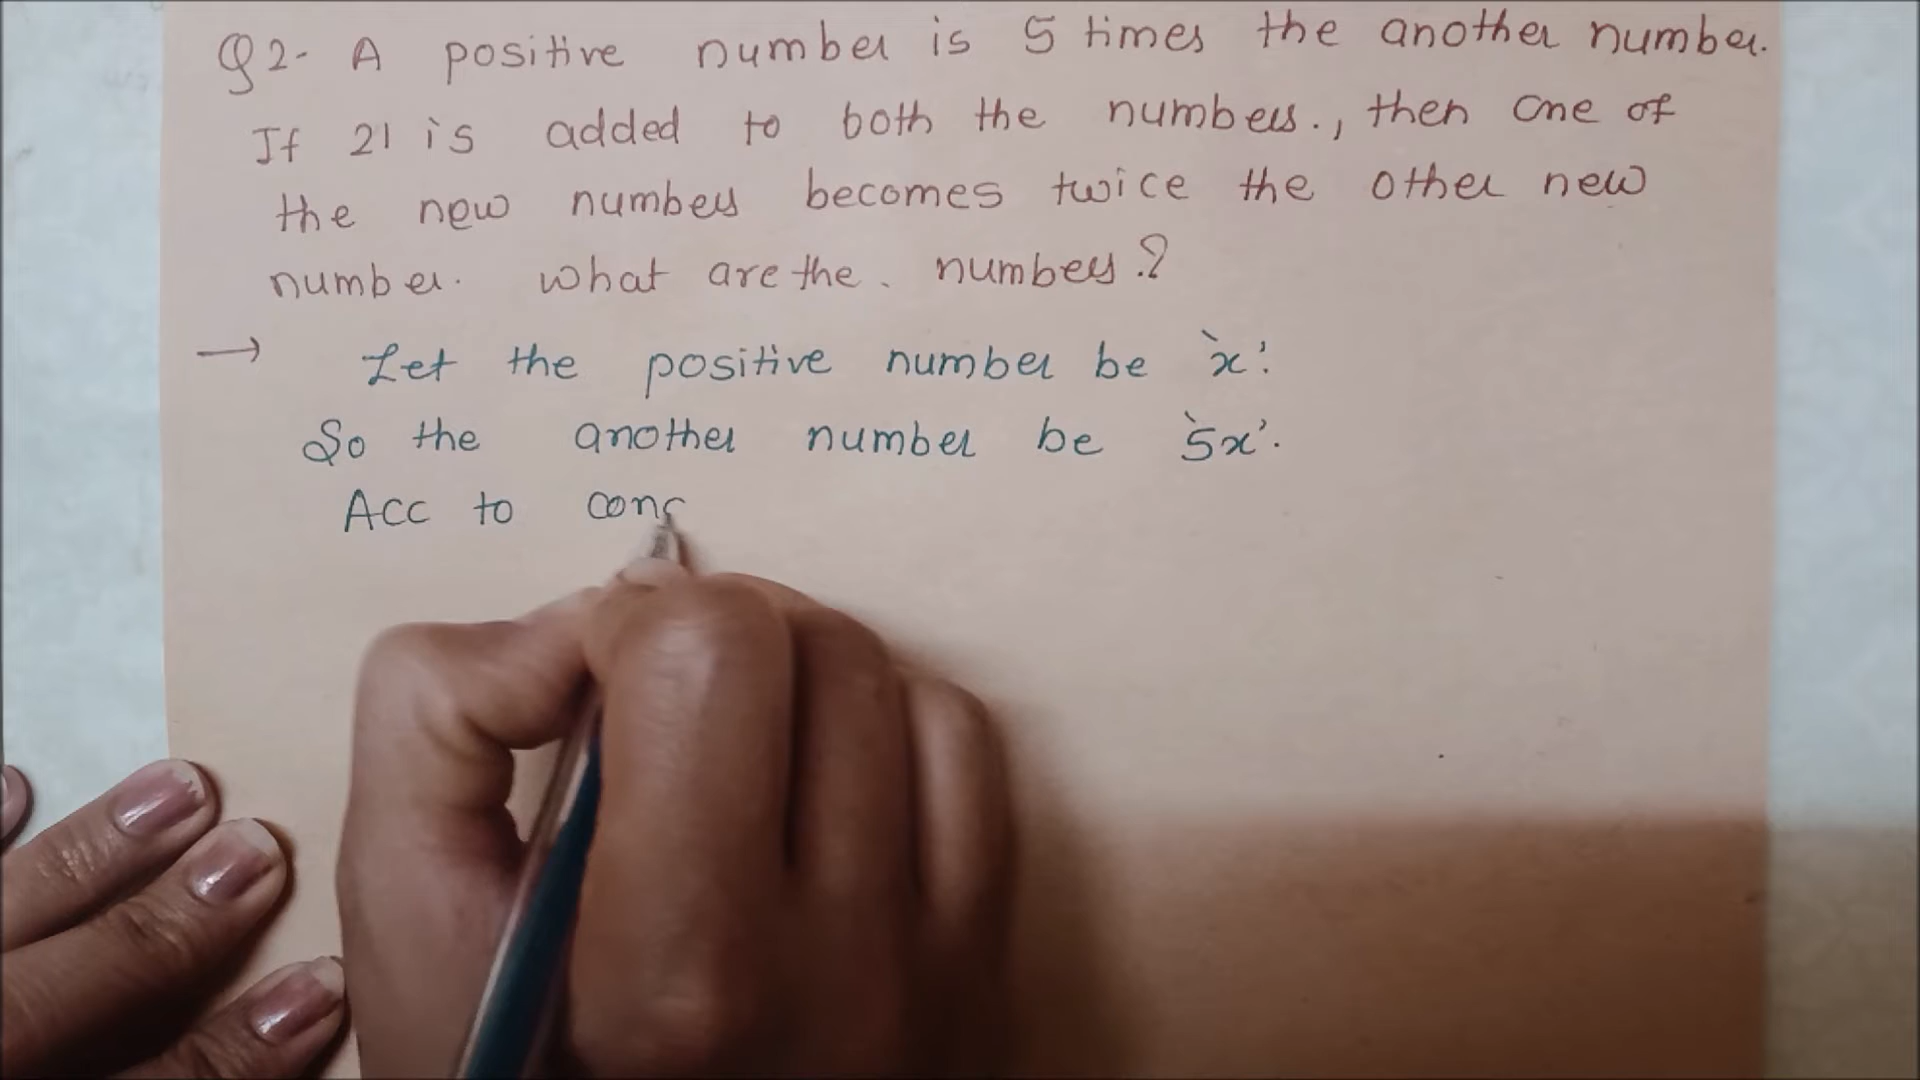 Q2- A positive number is 5 times the another number.
If 21 is added to both the numbers., then one of
the new numbers becomes twice the other new
number. what are the. numbers?
→ Let the positive number be `x'.
So the another number be `5x'.
Acc to conc